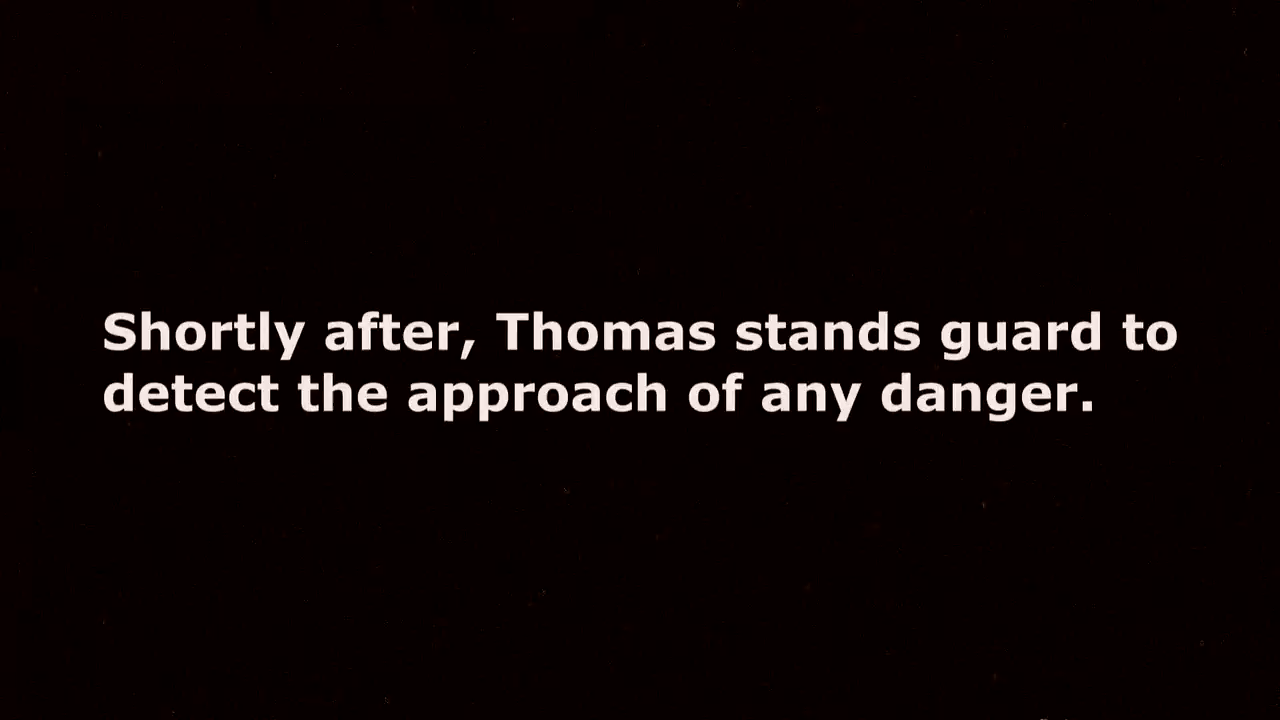 Shortly after, Thomas stands guard to
detect the approach of any danger.